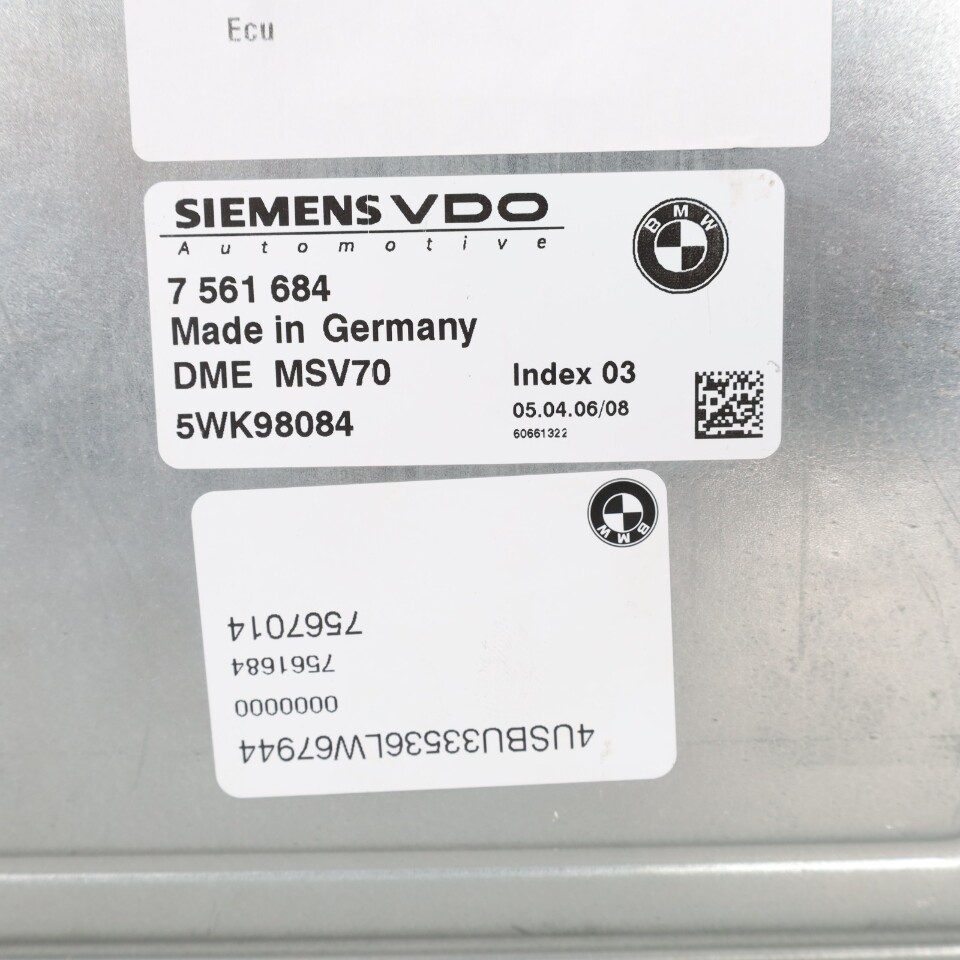 Ecu
SIEMENS VDO
Automotive
BMW
7 561 684
Made in Germany
DME MSV70
Index 03
5WK98084
05.04.06/08
60661322
BMW
4USBU33536LW67944
0000000
7561684
7567014